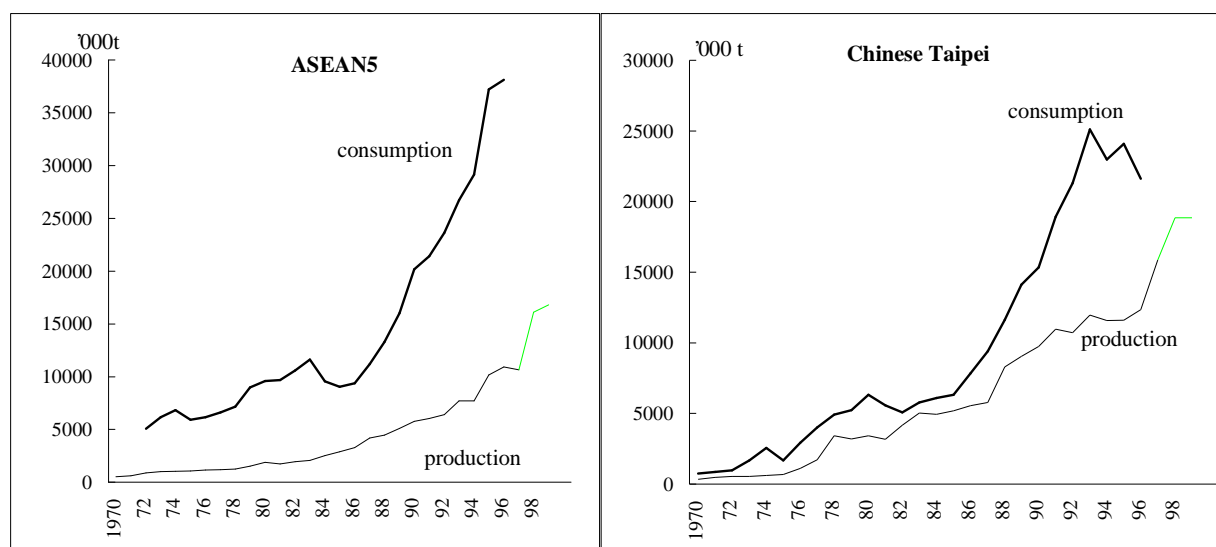 '000t
ASEAN5
40000
35000
30000
25000
20000
15000
10000
5000
0
consumption
production
1970 72 74 76 78 80 82 84 86 88 90 92 94 96 98
'000 t
Chinese Taipei
30000
25000
20000
15000
10000
5000
0
consumption
production
1970 72 74 76 78 80 82 84 86 88 90 92 94 96 98